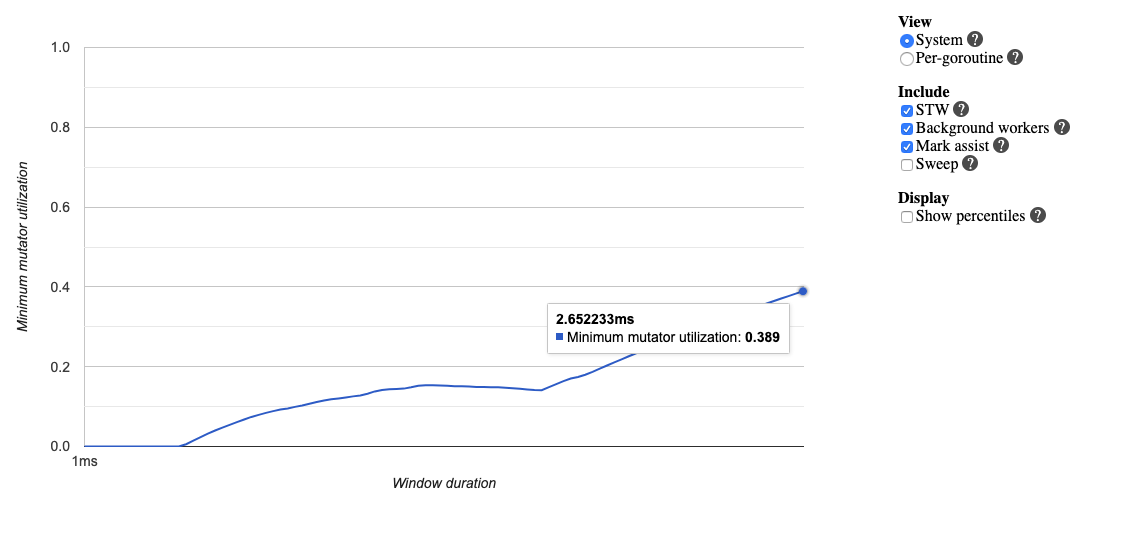 1.0
0.8
0.6
0.4
0.2
0.0
Minimum mutator utilization
1ms
Window duration
2.652233ms
Minimum mutator utilization: 0.389
View
System ?
Per-goroutine ?
Include
STW ?
Background workers ?
Mark assist ?
Sweep ?
Display
Show percentiles ?